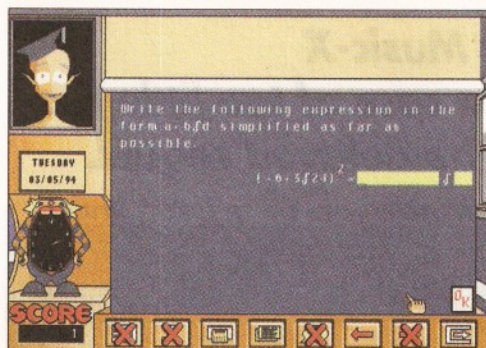 Write the following expression in the
form a+b√d simplified as far as
possible.
(-6+3√24)² = √
TUESDAY
03/05/94
SCORE
1
OK